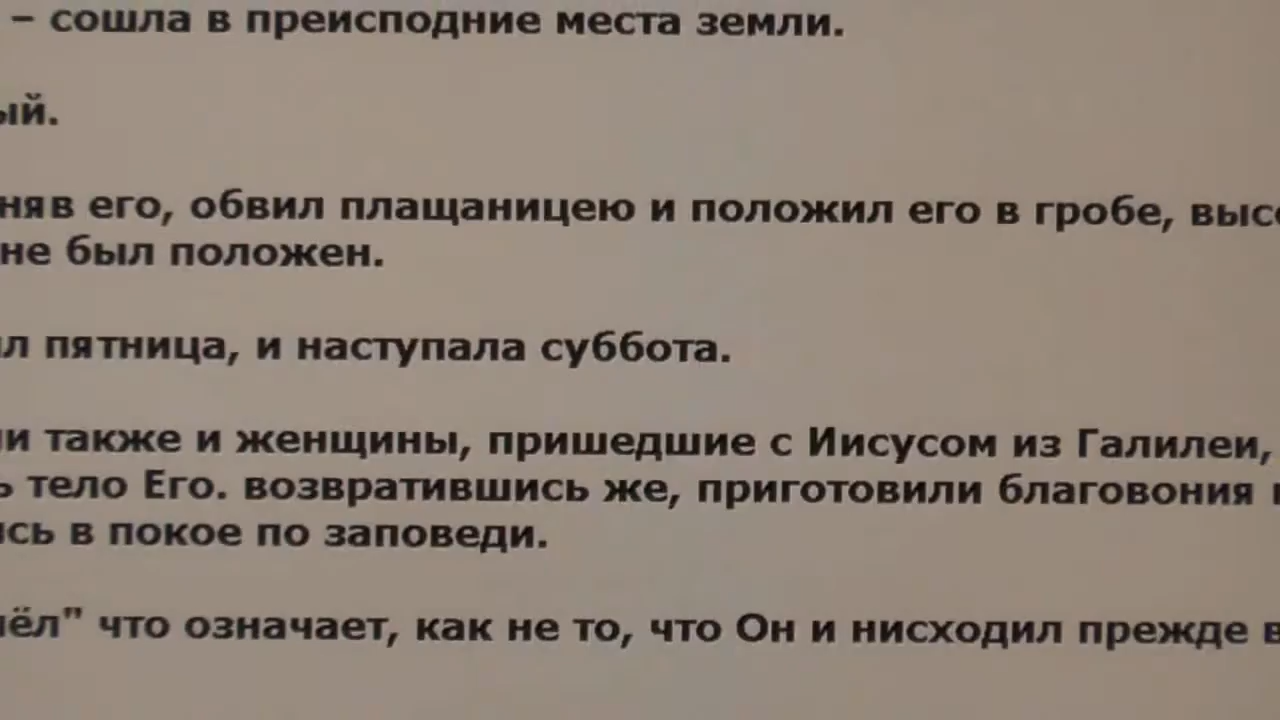 – сошла в преисподние места земли.
ый.
няв его, обвил плащаницею и положил его в гробе, выс
не был положен.
л пятница, и наступала суббота.
и также и женщины, пришедшие с Иисусом из Галилеи,
ь тело Его. возвратившись же, приготовили благовония
сь в покое по заповеди.
ёл" что означает, как не то, что Он и нисходил прежде в